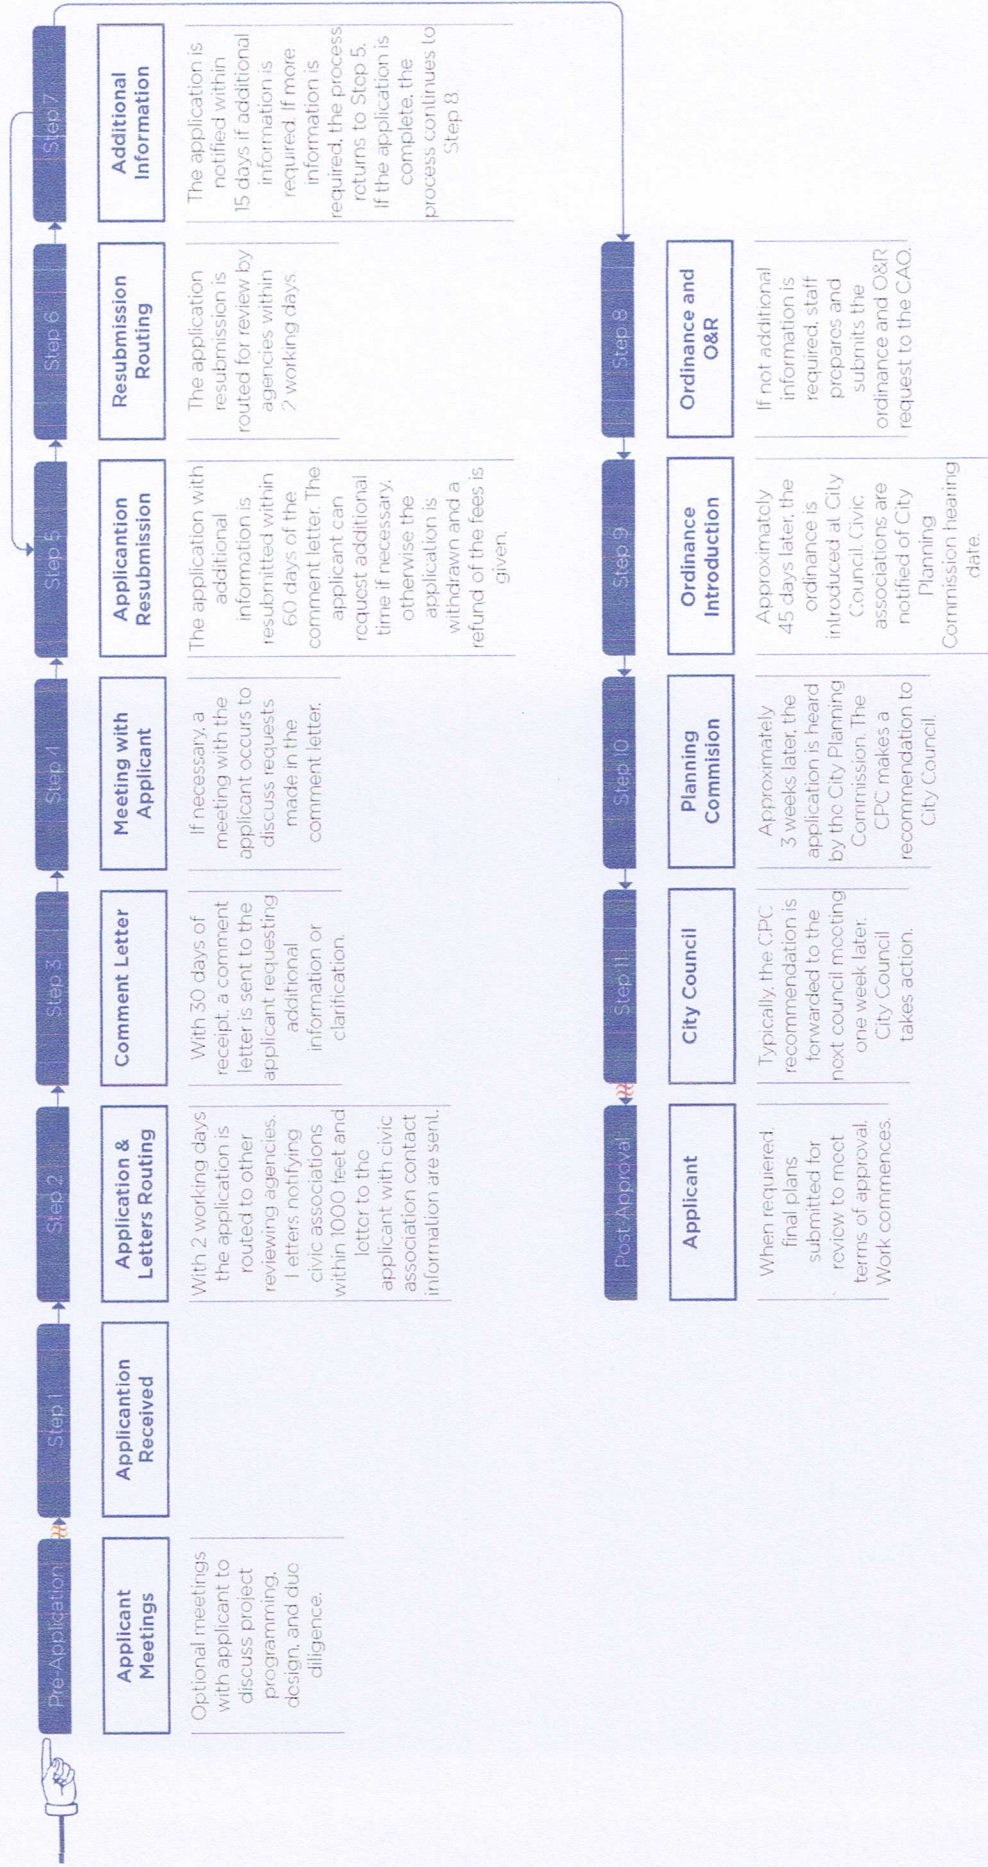 Pre-Application
Applicant
Meetings
Optional meetings
with applicant to
discuss project
programming,
design, and due
diligence.
Step 1
Applicantion
Received
Step 2
Application &
Letters Routing
With 2 working days
the application is
routed to other
reviewing agencies.
Letters notifying
civic associations
within 1000 feet and
letter to the
applicant with civic
association contact
information are sent.
Step 3
Comment Letter
With 30 days of
receipt, a comment
letter is sent to the
applicant requesting
additional
information or
clarification.
Step 4
Meeting with
Applicant
If necessary, a
meeting with the
applicant occurs to
discuss requests
made in the
comment letter.
Step 5
Applicantion
Resubmission
The application with
additional
information is
resubmitted within
60 days of the
comment letter. The
applicant can
request additional
time if necessary,
otherwise the
application is
withdrawn and a
refund of the fees is
given.
Step 6
Resubmission
Routing
The application
resubmission is
routed for review by
agencies within
2 working days.
Step 7
Additional
Information
The application is
notified within
15 days if additional
information is
required. If more
information is
required, the process
returns to Step 5.
If the application is
complete, the
process continues to
Step 8
Step 8
Ordinance and
O&R
If not additional
information is
required, staff
prepares and
submits the
ordinance and O&R
request to the CAO.
Step 9
Ordinance
Introduction
Approximately
45 days later, the
ordinance is
introduced at City
Council. Civic
associations are
notified of City
Planning
Commission hearing
date.
Step 10
Planning
Commision
Approximately
3 weeks later, the
application is heard
by the City Planning
Commission. The
CPC makes a
recommendation to
City Council.
Step 11
City Council
Typically, the CPC
recommendation is
forwarded to the
next council meeting
one week later.
City Council
takes action.
Post-Approval
Applicant
When requiered,
final plans
submitted for
review to meet
terms of approval.
Work commences.